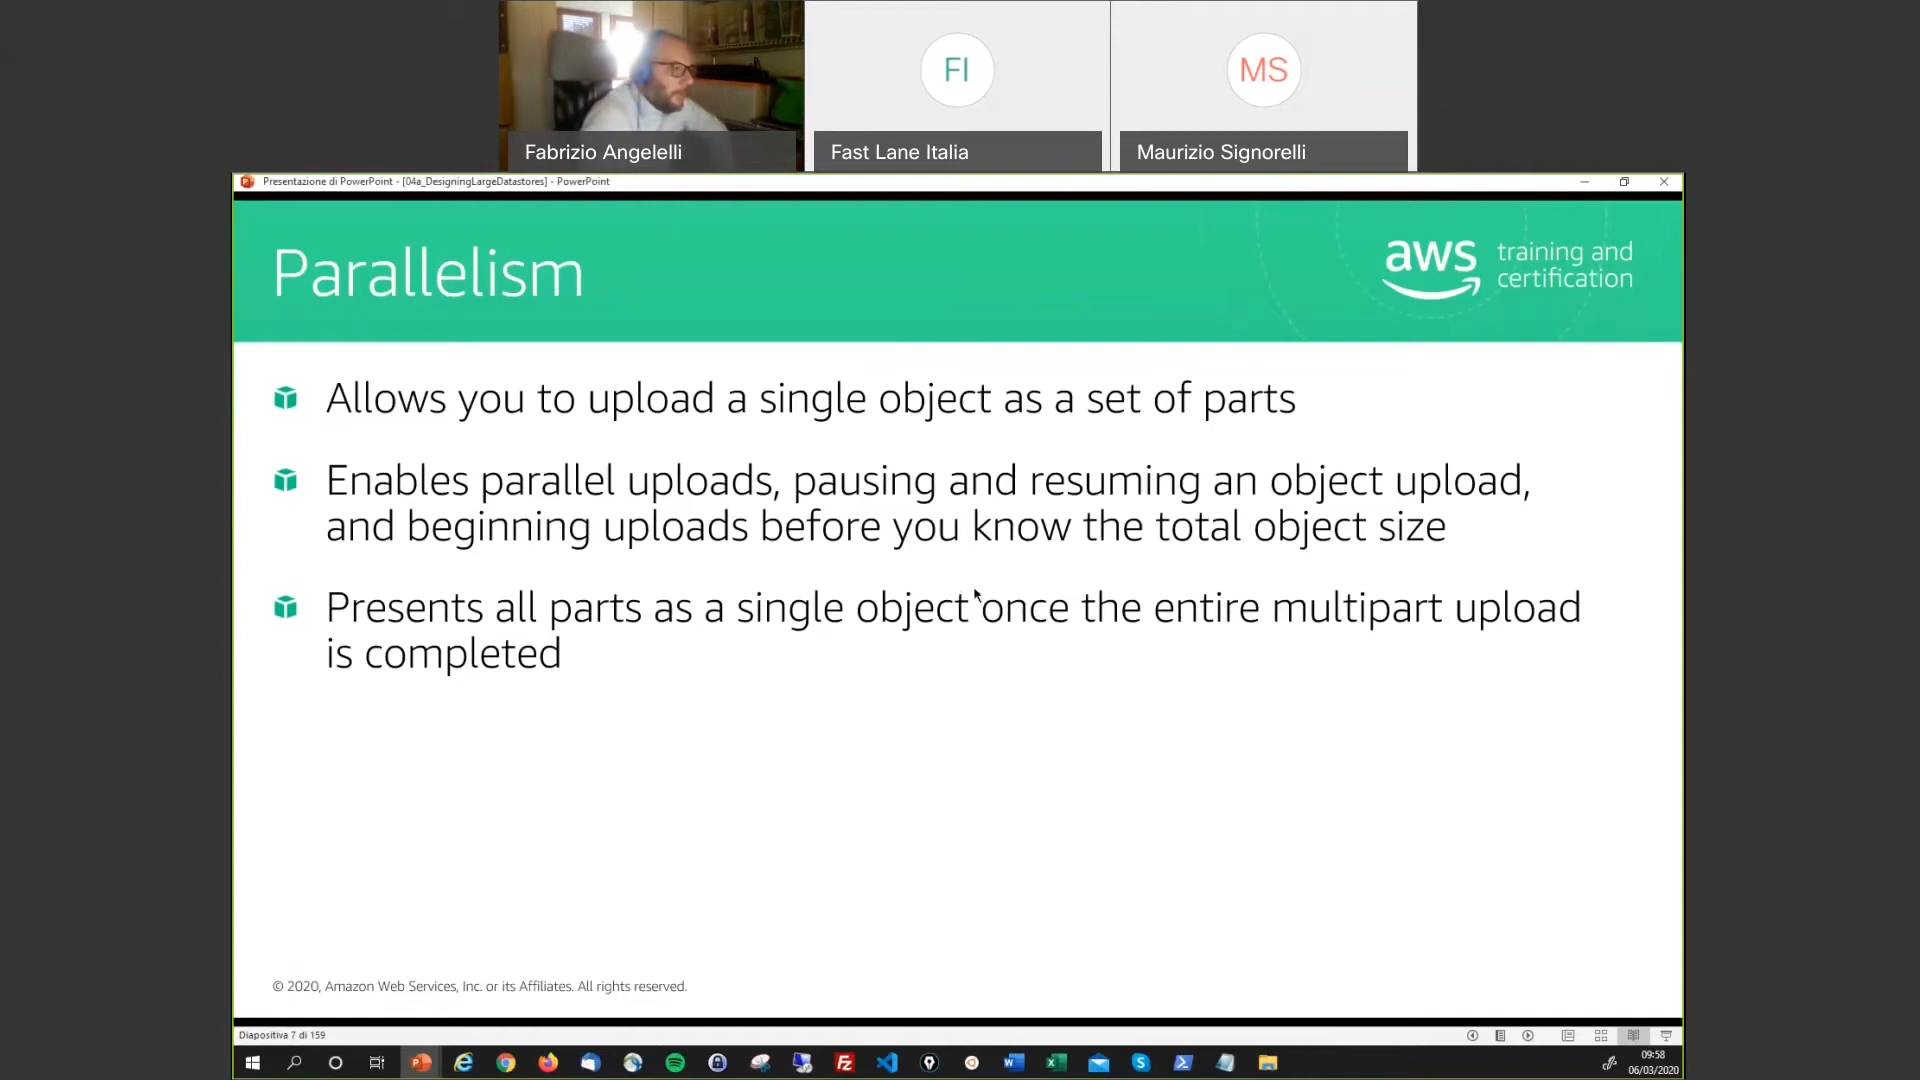 FI
MS
Fabrizio Angelelli
Fast Lane Italia
Maurizio Signorelli
Presentazione di PowerPoint - [04a_DesigningLargeDatastores] - PowerPoint
Parallelism
aws training and
certification
Allows you to upload a single object as a set of parts
Enables parallel uploads, pausing and resuming an object upload,
and beginning uploads before you know the total object size
Presents all parts as a single object once the entire multipart upload
is completed
© 2020, Amazon Web Services, Inc. or its Affiliates. All rights reserved.
Diapositiva 7 di 159
09:58
06/03/2020